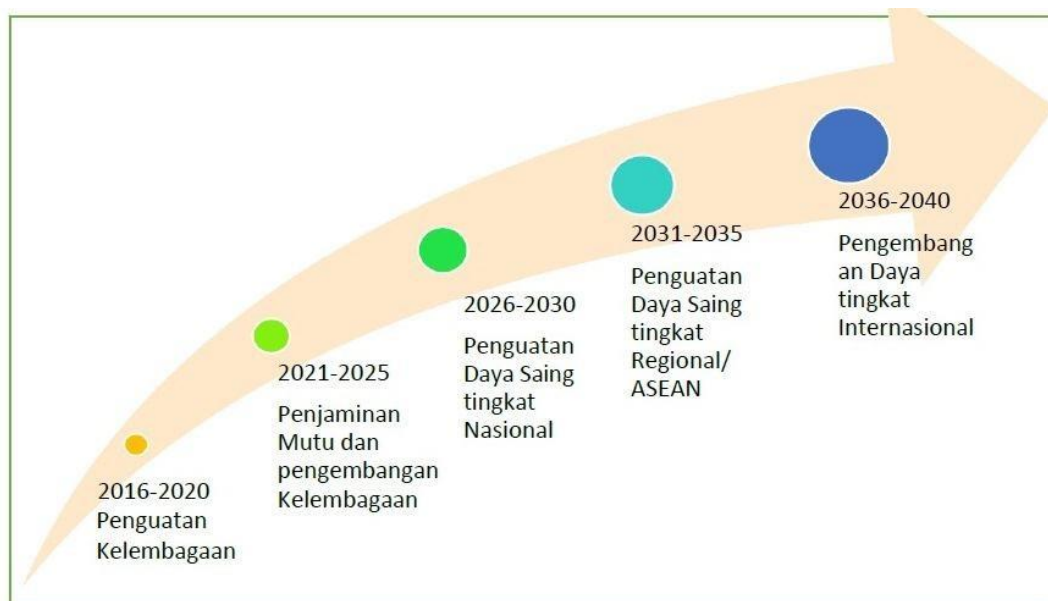 2016-2020
Penguatan
Kelembagaan
2021-2025
Penjaminan
Mutu dan
pengembangan
Kelembagaan
2026-2030
Penguatan
Daya Saing
tingkat
Nasional
2031-2035
Penguatan
Daya Saing
tingkat
Regional/
ASEAN
2036-2040
Pengembang
an Daya
tingkat
Internasional